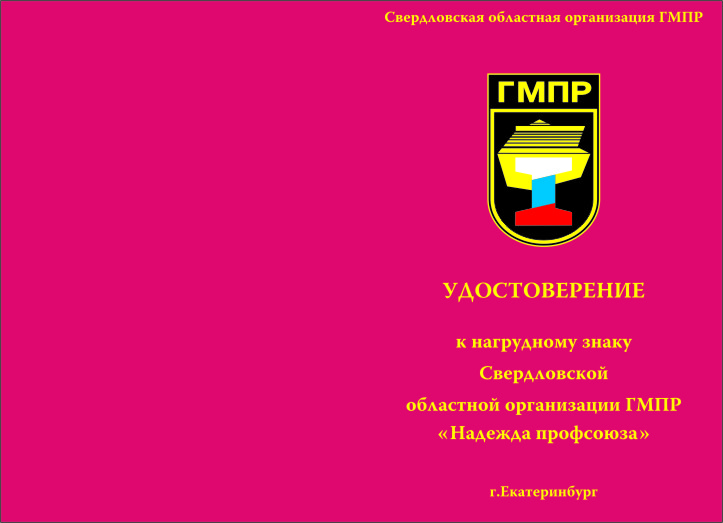 Свердловская областная организация ГМПР
ГМПР
УДОСТОВЕРЕНИЕ
к нагрудному знаку
Свердловской
областной организации ГМПР
«Надежда профсоюза»
г.Екатеринбург